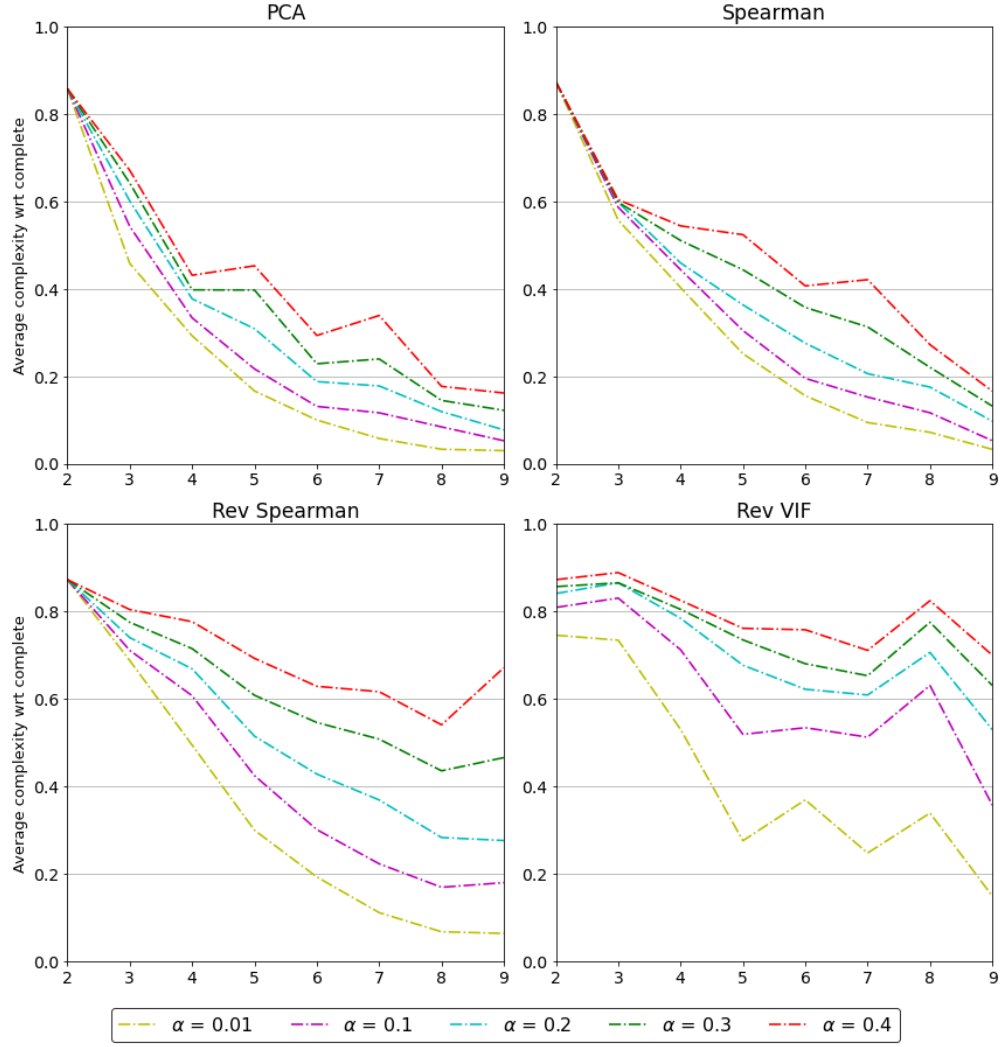 PCA
Spearman
Average complexity wrt complete
1.0
0.8
0.6
0.4
0.2
0.0
2 3 4 5 6 7 8 9
1.0
0.8
0.6
0.4
0.2
0.0
2 3 4 5 6 7 8 9
Rev Spearman
Rev VIF
Average complexity wrt complete
1.0
0.8
0.6
0.4
0.2
0.0
2 3 4 5 6 7 8 9
1.0
0.8
0.6
0.4
0.2
0.0
2 3 4 5 6 7 8 9
α = 0.01 α = 0.1 α = 0.2 α = 0.3 α = 0.4